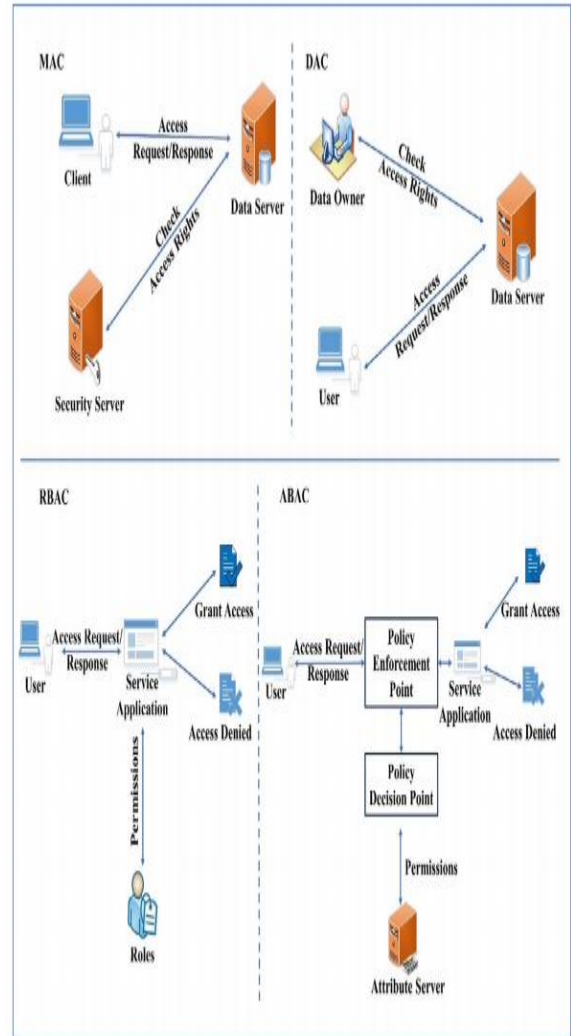 MAC
Client
Access
Request/Response
Data Server
Check
Access Rights
Security Server
DAC
Data Owner
Check
Access Rights
Data Server
Access
Request/Response
User
RBAC
User
Access Request/
Response
Service
Application
Grant Access
Access Denied
Permissions
Roles
ABAC
User
Access Request/
Response
Policy
Enforcement
Point
Service
Application
Grant Access
Access Denied
Policy
Decision Point
Permissions
Attribute Server